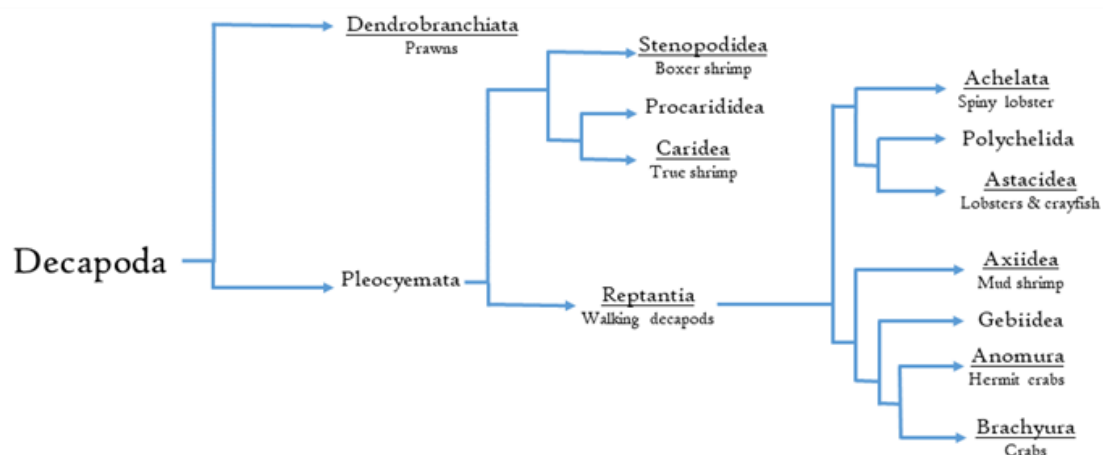 Dendrobranchiata
Prawns
Stenopodidea
Boxer shrimp
Procarididea
Caridea
True shrimp
Achelata
Spiny lobster
Polychelida
Astacidea
Lobsters & crayfish
Decapoda
Pleocyemata
Reptantia
Walking decapods
Axiidea
Mud shrimp
Gebiidea
Anomura
Hermit crabs
Brachyura
Crabs